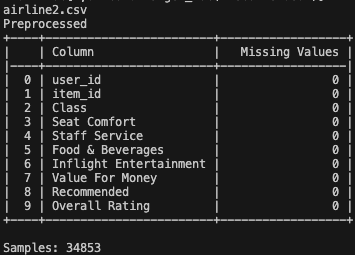 airline2.csv
Preprocessed
+----+------------------------+------------------+
|    | Column                 |   Missing Values |
|----+------------------------+------------------|
|  0 | user_id                |                0 |
|  1 | item_id                |                0 |
|  2 | Class                  |                0 |
|  3 | Seat Comfort           |                0 |
|  4 | Staff Service          |                0 |
|  5 | Food & Beverages       |                0 |
|  6 | Inflight Entertainment |                0 |
|  7 | Value For Money        |                0 |
|  8 | Recommended            |                0 |
|  9 | Overall Rating         |                0 |
+----+------------------------+------------------+
Samples: 34853